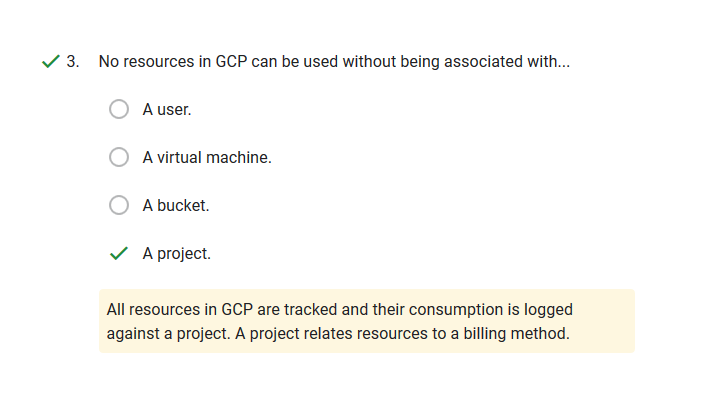 3. No resources in GCP can be used without being associated with...
A user.
A virtual machine.
A bucket.
A project.
All resources in GCP are tracked and their consumption is logged
against a project. A project relates resources to a billing method.